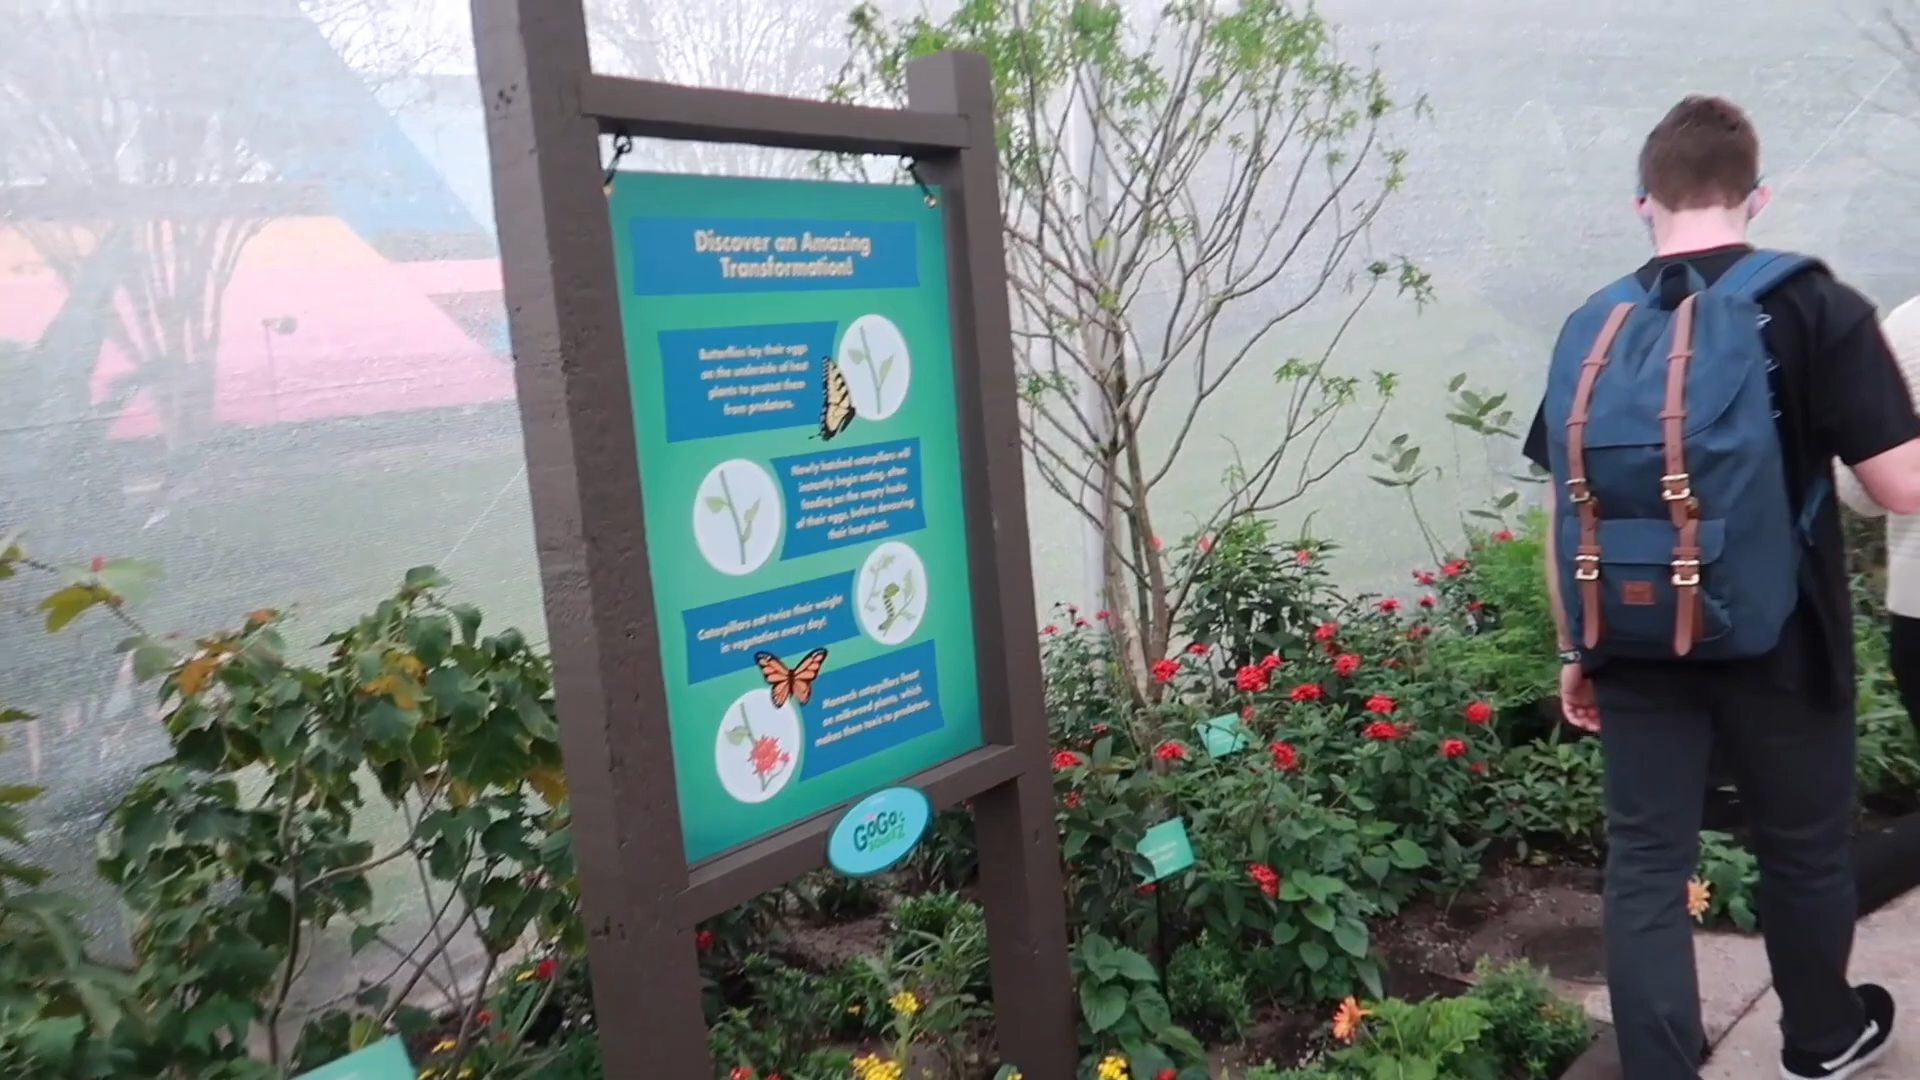 Discover an Amazing
Transformation!
Butterflies lay their eggs
on the underside of host
plants to protect them
from predators.
Newly hatched caterpillars will
instantly begin eating, often
feeding on the empty husks
of their eggs, before devouring
their host plant.
Caterpillars eat twice their weight
in vegetation every day!
Monarch caterpillars feast
on milkweed plants, which
makes them toxic to predators.
GoGo
SQUEEZ